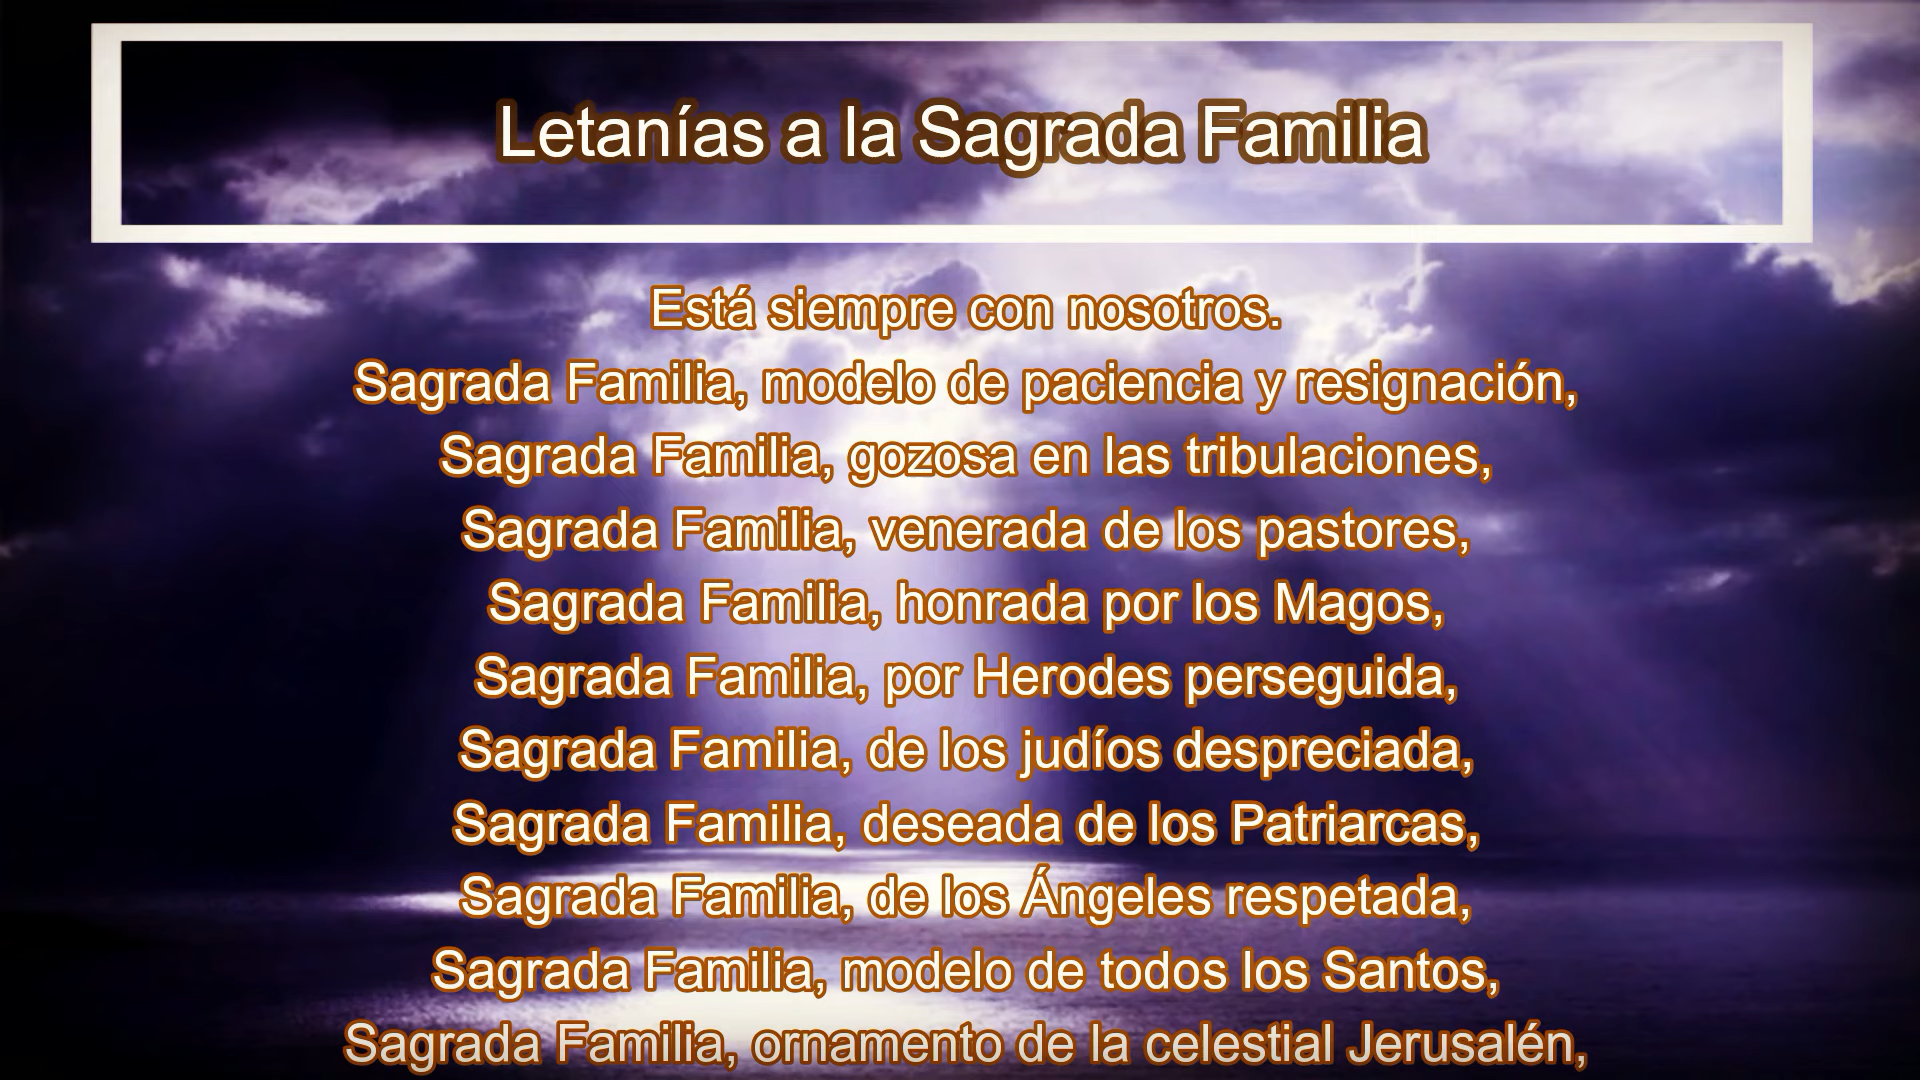 Letanías a la Sagrada Familia
Está siempre con nosotros.
Sagrada Familia, modelo de paciencia y resignación,
Sagrada Familia, gozosa en las tribulaciones,
Sagrada Familia, venerada de los pastores,
Sagrada Familia, honrada por los Magos,
Sagrada Familia, por Herodes perseguida,
Sagrada Familia, de los judíos despreciada,
Sagrada Familia, deseada de los Patriarcas,
Sagrada Familia, de los Ángeles respetada,
Sagrada Familia, modelo de todos los Santos,
Sagrada Familia, ornamento de la celestial Jerusalén,